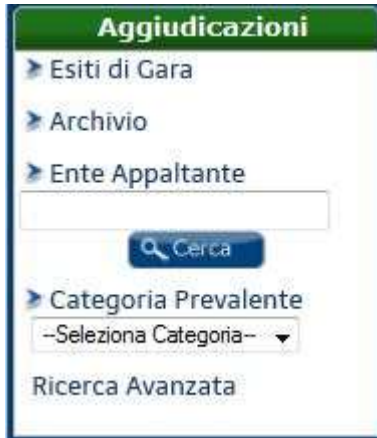 Aggiudicazioni
Esiti di Gara
Archivio
Ente Appaltante
Cerca
Categoria Prevalente
--Seleziona Categoria--
Ricerca Avanzata